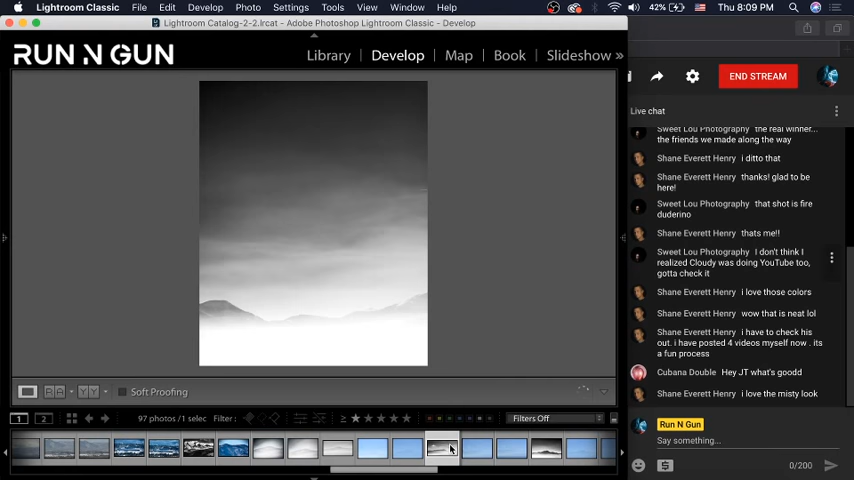 Lightroom Classic File Edit Develop Photo Settings Tools View Window Help 42% Thu 8:09 PM
Lightroom Catalog-2-2.lrcat - Adobe Photoshop Lightroom Classic - Develop
RUN N GUN Library | Develop | Map | Book | Slideshow »
END STREAM
Live chat
Sweet Lou Photography the real winner...
the friends we made along the way
Shane Everett Henry i ditto that
Shane Everett Henry thanks! glad to be
here!
Sweet Lou Photography that shot is fire
duderino
Shane Everett Henry thats me!!
Sweet Lou Photography I don't think I
realized Cloudy was doing YouTube too,
gotta check it
Shane Everett Henry i love those colors
Shane Everett Henry wow that is neat lol
Shane Everett Henry i have to check his
out. i have posted 4 videos myself now . its
a fun process
Cubana Double Hey JT what's goodd
Shane Everett Henry i love the misty look
Run N Gun
Say something...
0/200
Soft Proofing
1 2 97 photos/1 selec Filter: ≥ ★★★★★ Filters Off